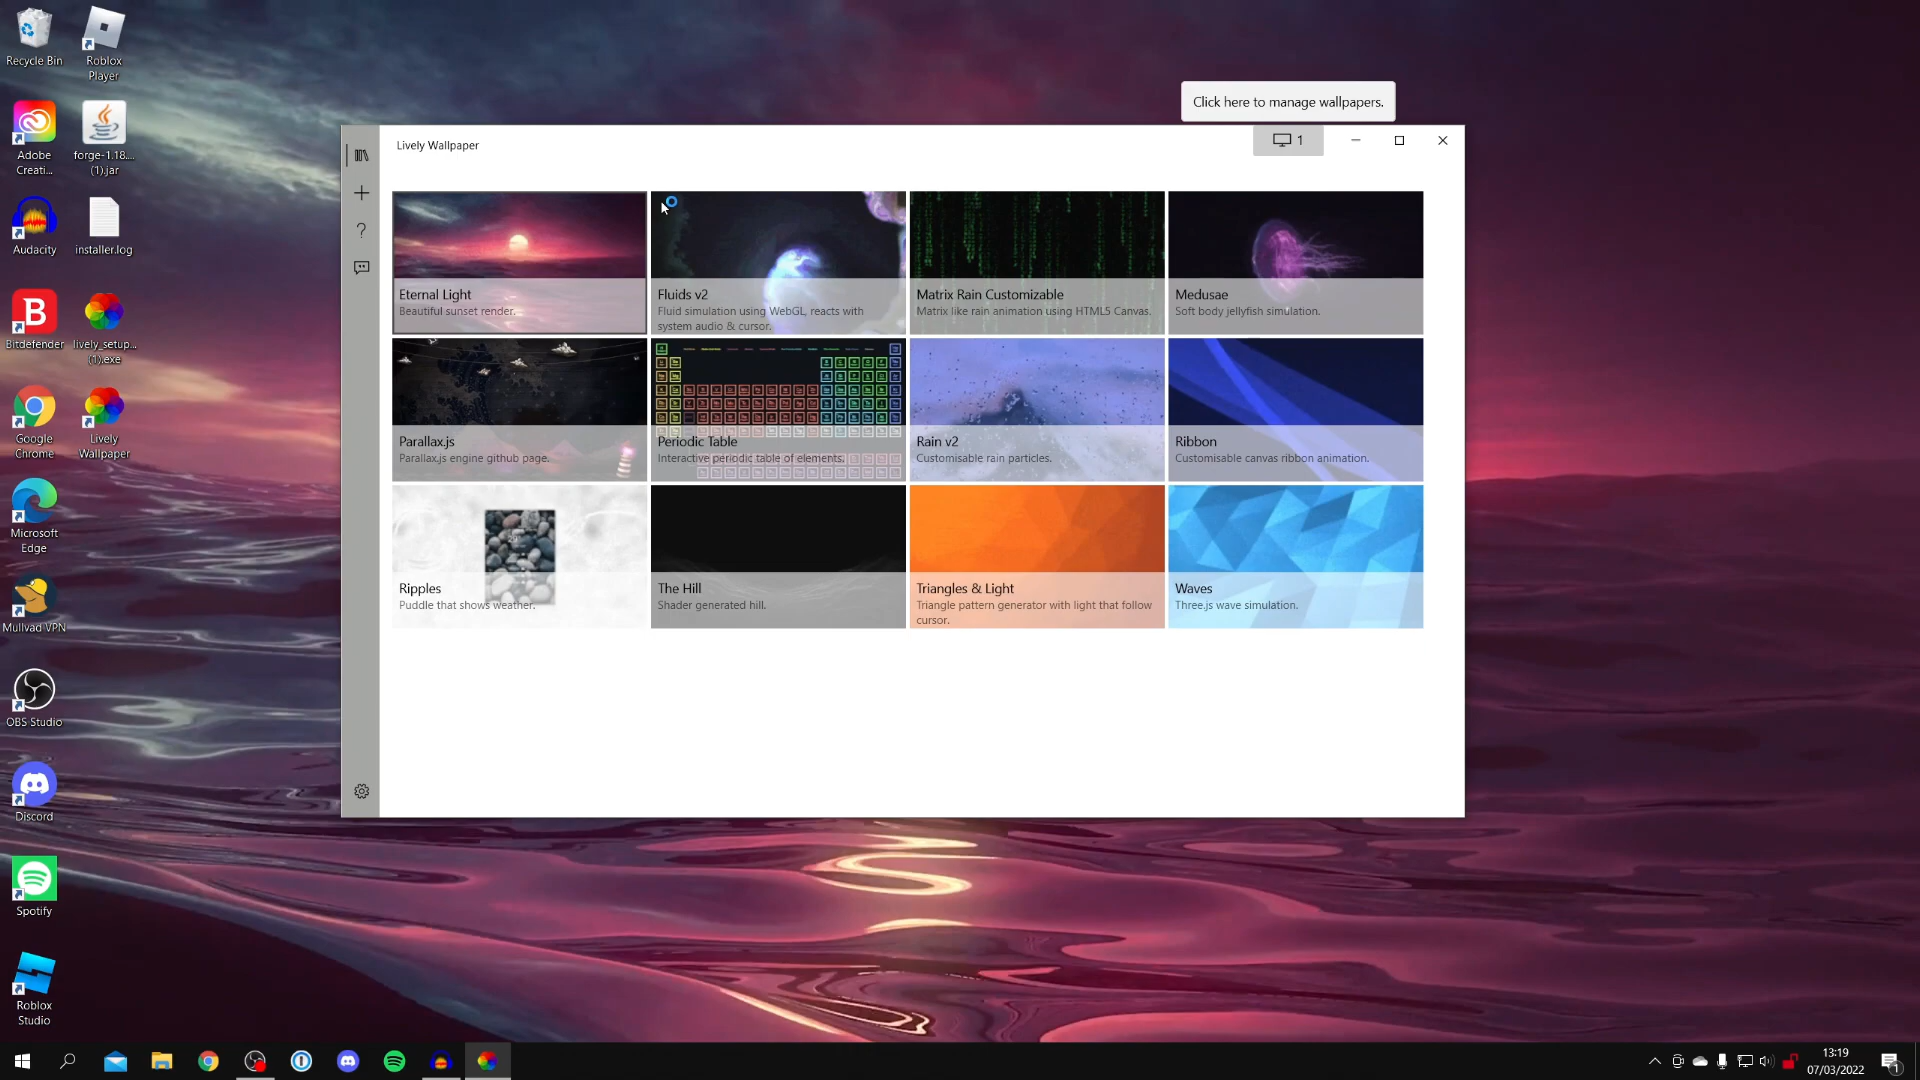 Recycle Bin
Roblox
Player
Adobe
Creati...
forge-1.18....
(1).jar
Audacity
installer.log
Bitdefender
lively_setup...
(1).exe
Google
Chrome
Lively
Wallpaper
Microsoft
Edge
Mullvad VPN
OBS Studio
Discord
Spotify
Roblox
Studio
Click here to manage wallpapers.
Lively Wallpaper
1
Eternal Light
Beautiful sunset render.
Fluids v2
Fluid simulation using WebGL, reacts with
system audio & cursor.
Matrix Rain Customizable
Matrix like rain animation using HTML5 Canvas.
Medusae
Soft body jellyfish simulation.
Parallax.js
Parallax.js engine github page.
Periodic Table
Interactive periodic table of elements.
Rain v2
Customisable rain particles.
Ribbon
Customisable canvas ribbon animation.
Ripples
Puddle that shows weather.
The Hill
Shader generated hill.
Triangles & Light
Triangle pattern generator with light that follow
cursor.
Waves
Three.js wave simulation.
13:19
07/03/2022
1